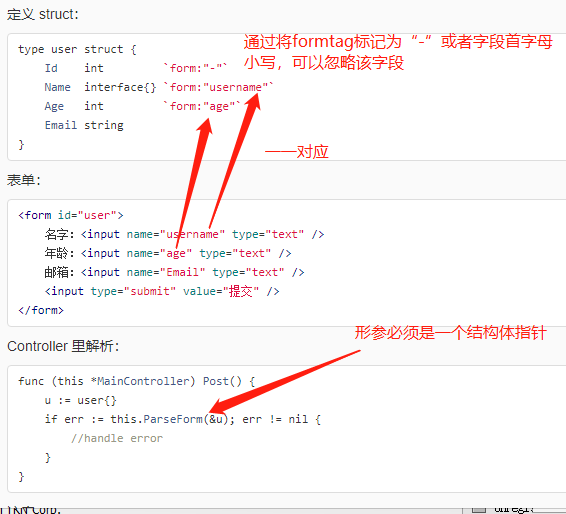 定义 struct：
type user struct {
通过将formtag标记为“-”或者字段首字母
小写，可以忽略该字段
Id    int        `form:"-"`
Name  interface{} `form:"username"`
Age   int        `form:"age"`
Email string
}
一一对应
表单：
<form id="user">
名字：<input name="username" type="text" />
年龄：<input name="age" type="text" />
邮箱：<input name="Email" type="text" />
<input type="submit" value="提交" />
</form>
形参必须是一个结构体指针
Controller 里解析：
func (this *MainController) Post() {
u := user{}
if err := this.ParseForm(&u); err != nil {
//handle error
}
}